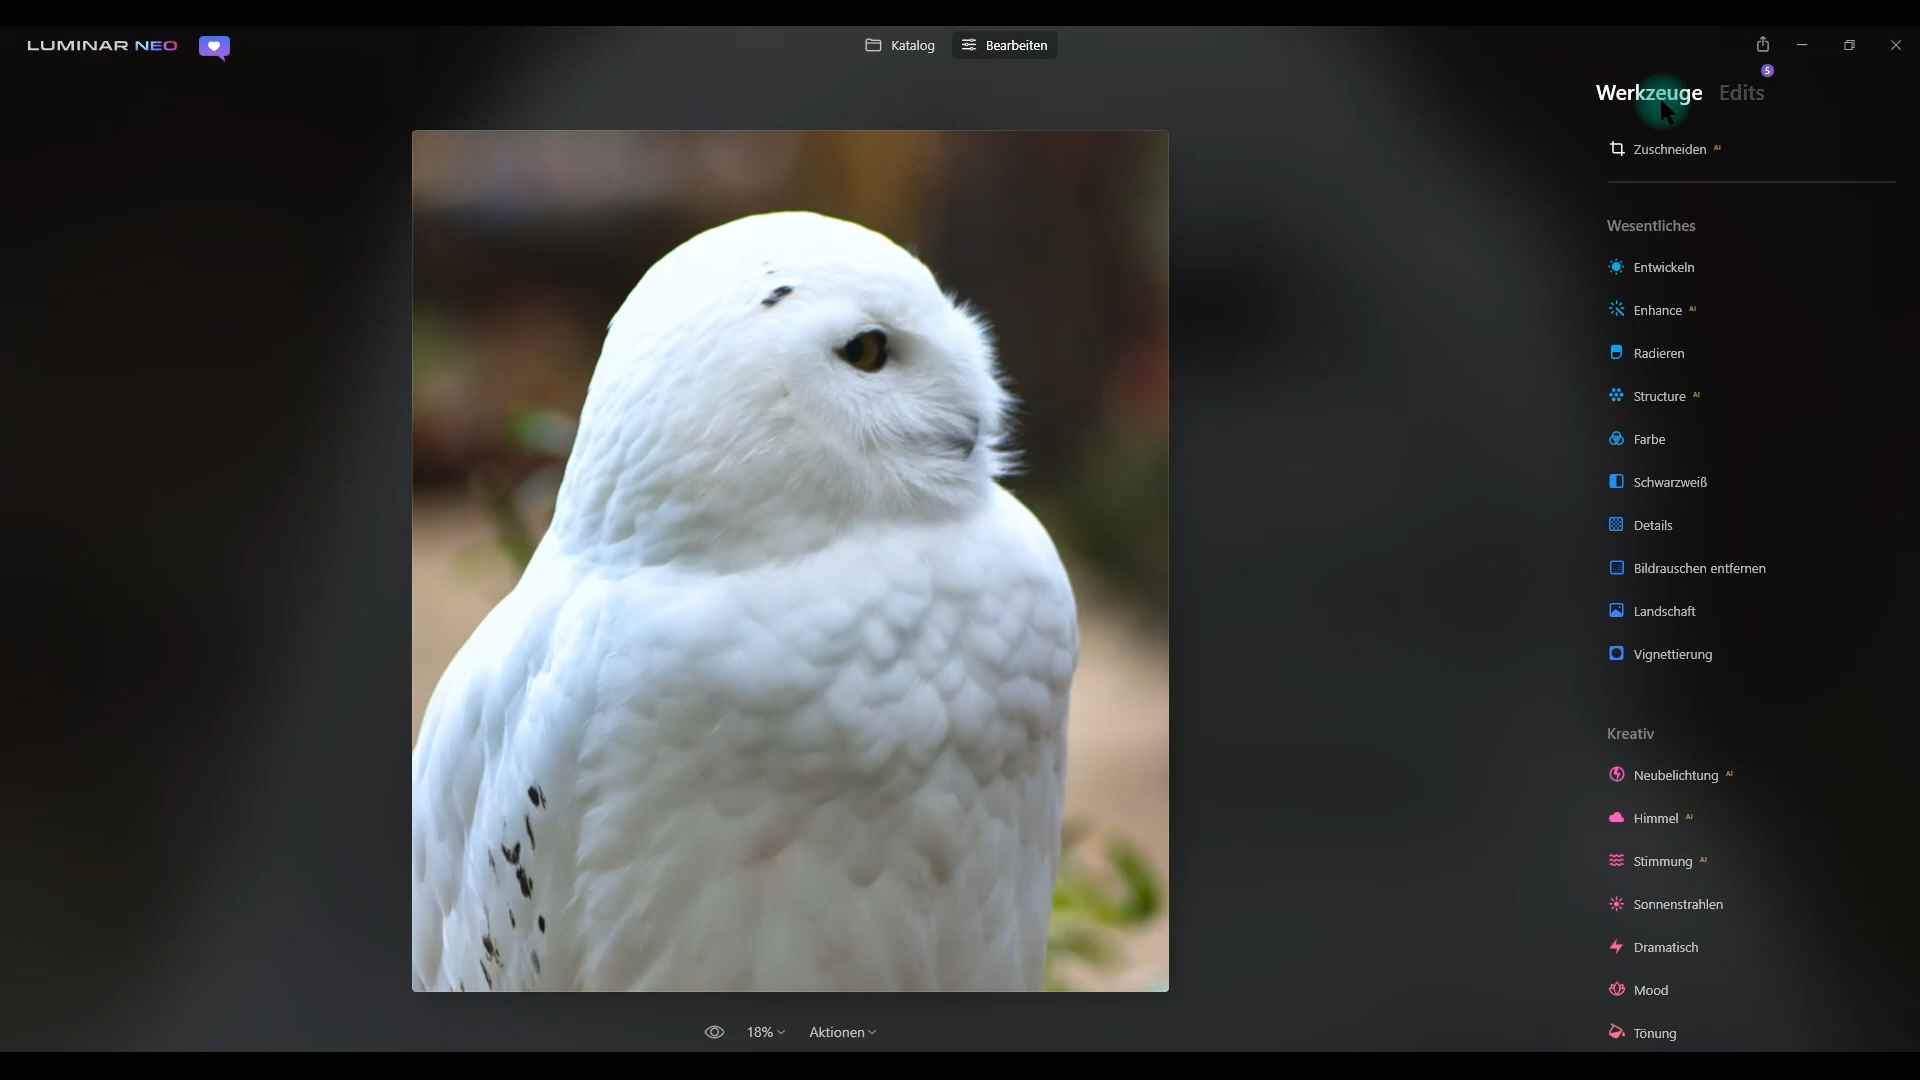 LUMINAR NEO
Katalog
Bearbeiten
5
Werkzeuge
Edits
Zuschneiden AI
Wesentliches
Entwickeln
Enhance AI
Radieren
Structure AI
Farbe
Schwarzweiß
Details
Bildrauschen entfernen
Landschaft
Vignettierung
Kreativ
Neubelichtung AI
Himmel AI
Stimmung AI
Sonnenstrahlen
Dramatisch
Mood
Tönung
18%
Aktionen